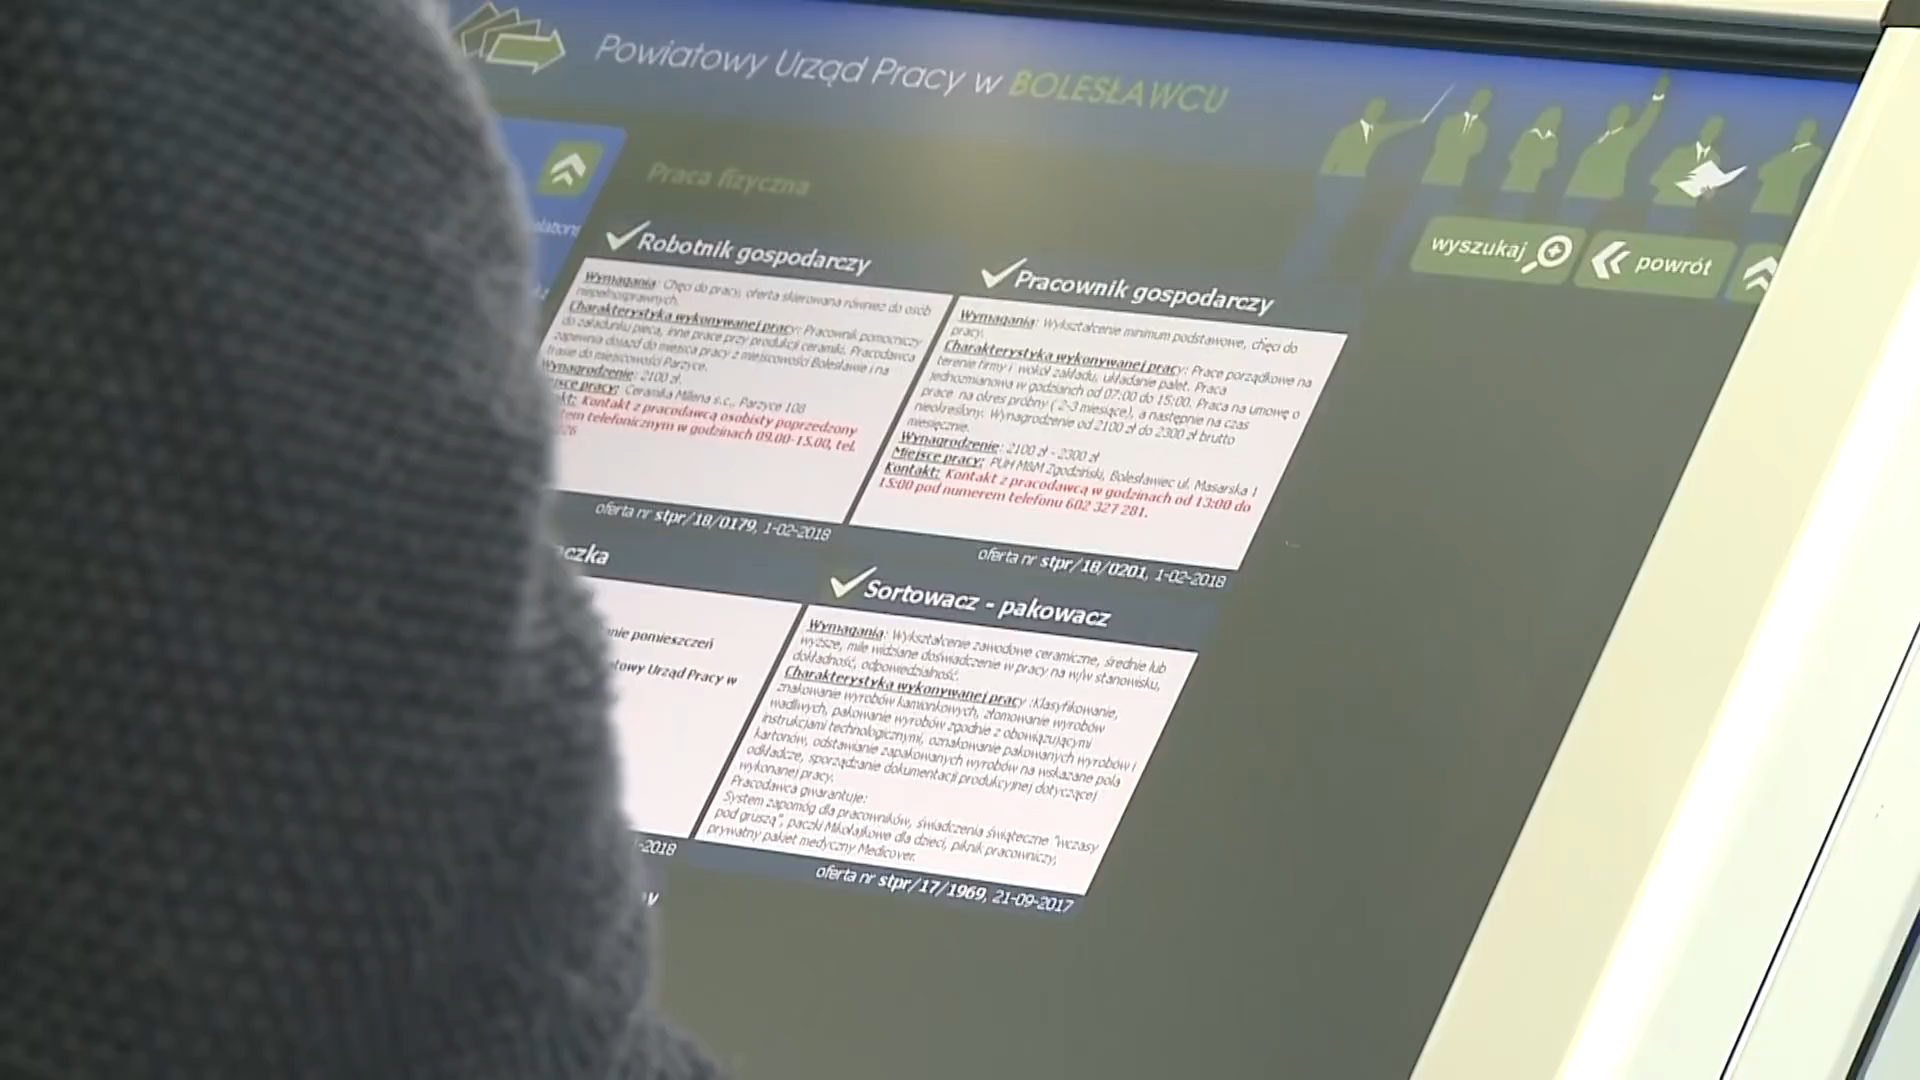 Powiatowy Urząd Pracy w BOLESŁAWCU
Praca fizyczna
wyszukaj
powrót
Robotnik gospodarczy
Wymagania: Chęci do pracy, oferta skierowana również do osób
niepełnosprawnych.
Charakterystyka wykonywanej pracy: Pracownik pomocniczy
do załadunku pieca, inne prace przy produkcji ceramiki. Pracodawca
zapewnia dojazd do miejsca pracy z miejscowości Bolesławie i na
trasie do miejscowości Parzyce.
Wynagrodzenie: 2100 zł.
pracy: Ceramika Milena s.c., Parzyce 108
Kontakt z pracodawcą osobisty poprzedzony
telefonicznym w godzinach 09.00-15.00, tel.
oferta nr stpr/18/0179, 1-02-2018
Pracownik gospodarczy
Wymagania: Wykształcenie minimum podstawowe, chęci do
pracy.
Charakterystyka wykonywanej pracy: Prace porządkowe na
terenie firmy i wokół zakładu, układanie palet. Praca
jednozmianowa w godzianch od 07:00 do 15:00. Praca na umowę o
prace na okres próbny ( 2-3 miesiące), a następnie na czas
nieokreślony. Wynagrodzenie od 2100 zł do 2300 zł brutto
miesięcznie.
Wynagrodzenie: 2100 zł - 2300 zł
Miejsce pracy: PUH M&M Zgodziński, Bolesławiec ul. Masarska 1
Kontakt: Kontakt z pracodawcą w godzinach od 13:00 do
15:00 pod numerem telefonu 602 327 281.
oferta nr stpr/18/0201, 1-02-2018
pomieszczeń
Urząd Pracy w
-2018
Sortowacz - pakowacz
Wymagania: Wykształcenie zawodowe ceramiczne, średnie lub
wyższe, mile widziane doświadczenie w pracy na w/w stanowisku,
dokładność, odpowiedzialność.
Charakterystyka wykonywanej pracy :Klasyfikowanie,
znakowanie wyrobów kamionkowych, złomowanie wyrobów
wadliwych, pakowanie wyrobów zgodnie z obowiązującymi
instrukcjami technologicznymi, oznakowanie pakowanych wyrobów i
kartonów, odstawianie zapakowanych wyrobów na wskazane pola
odkładcze, sporządzanie dokumentacji produkcyjnej dotyczącej
wykonanej pracy.
Pracodawca gwarantuje:
System zapomóg dla pracowników, świadczenia świąteczne "wczasy
pod gruszą", paczki Mikołajkowe dla dzieci, piknik pracowniczy,
prywatny pakiet medyczny Medicover.
oferta nr stpr/17/1969, 21-09-2017